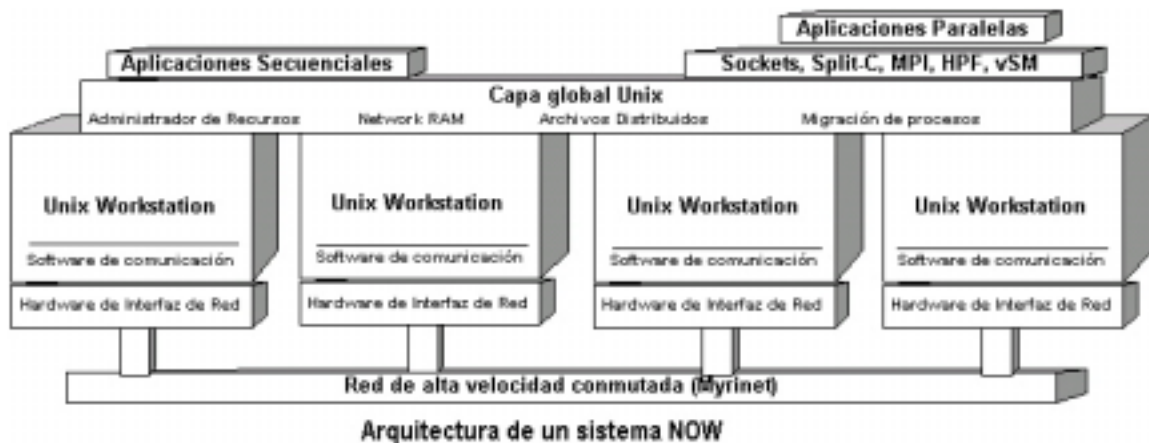 Aplicaciones Paralelas
Aplicaciones Secuenciales
Sockets, Split-C, MPI, HPF, vSM
Capa global Unix
Administrador de Recursos
Network RAM
Archivos Distribuidos
Migración de procesos
Unix Workstation
Unix Workstation
Unix Workstation
Unix Workstation
Software de comunicación
Software de comunicación
Software de comunicación
Software de comunicación
Hardware de Interfaz de Red
Hardware de Interfaz de Red
Hardware de Interfaz de Red
Hardware de Interfaz de Red
Red de alta velocidad conmutada (Myrinet)
Arquitectura de un sistema NOW